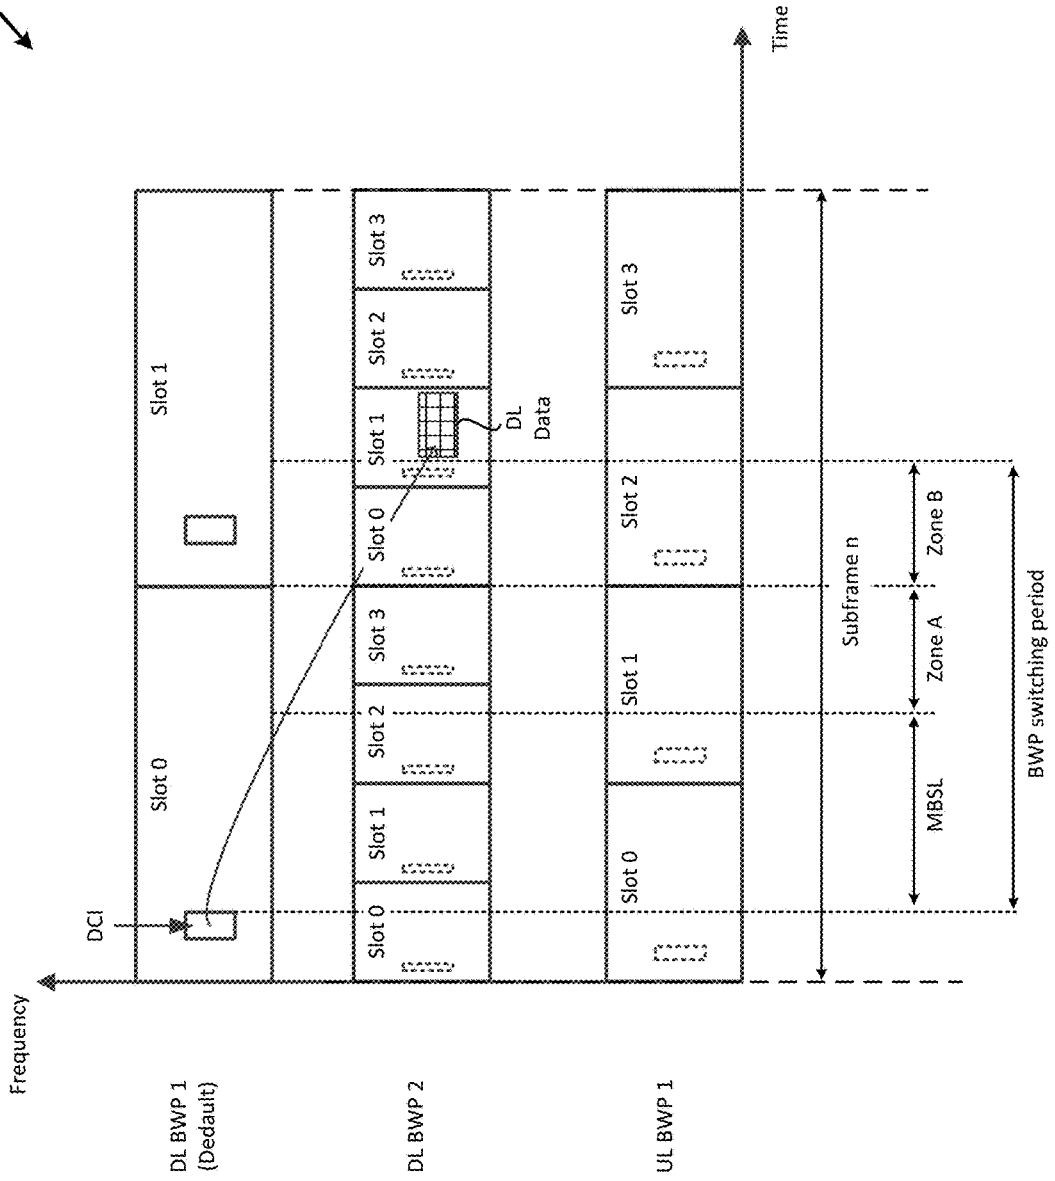 Frequency
DCI
DL BWP 1
(Dedault)
Slot 0
Slot 1
DL BWP 2
Slot 0
Slot 1
Slot 2
Slot 3
Slot 0
Slot 1
Slot 2
Slot 3
DL
Data
UL BWP 1
Slot 0
Slot 1
Slot 2
Slot 3
Time
Subframe n
MBSL
Zone A
Zone B
BWP switching period